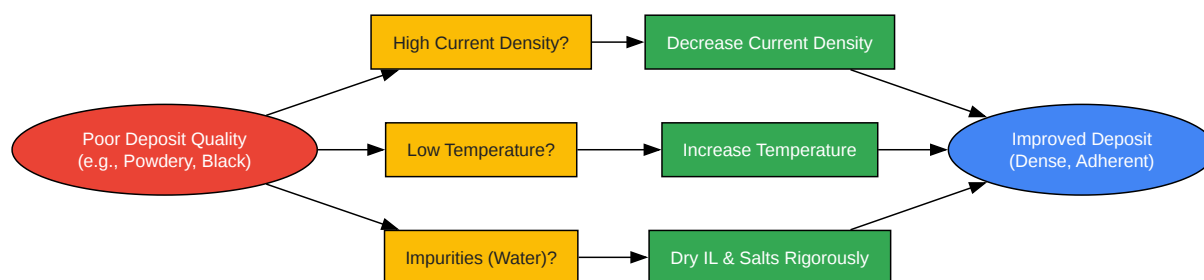 High Current Density?
Decrease Current Density
Poor Deposit Quality
(e.g., Powdery, Black)
Low Temperature?
Increase Temperature
Improved Deposit
(Dense, Adherent)
Impurities (Water)?
Dry IL & Salts Rigorously